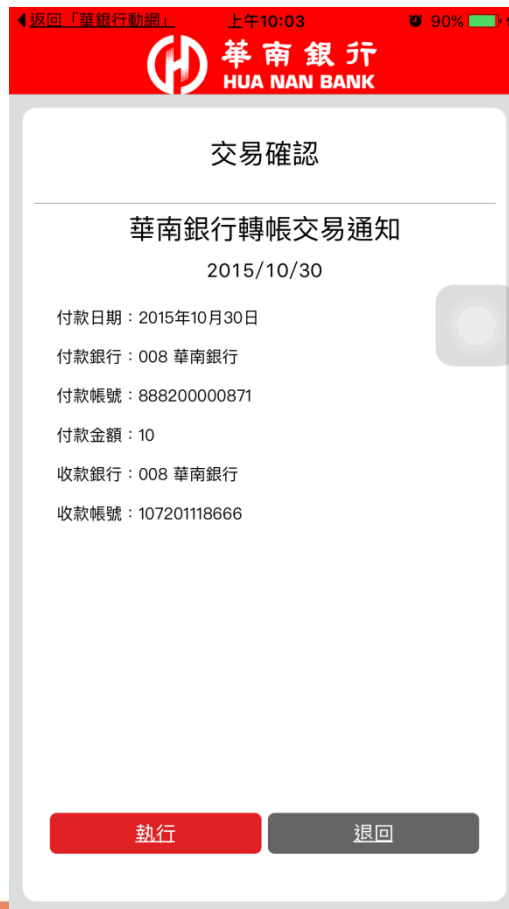 返回「華銀行動網」 上午10:03 90%
華南銀行
HUA NAN BANK
交易確認
華南銀行轉帳交易通知
2015/10/30
付款日期：2015年10月30日
付款銀行：008 華南銀行
付款帳號：888200000871
付款金額：10
收款銀行：008 華南銀行
收款帳號：107201118666
執行 退回